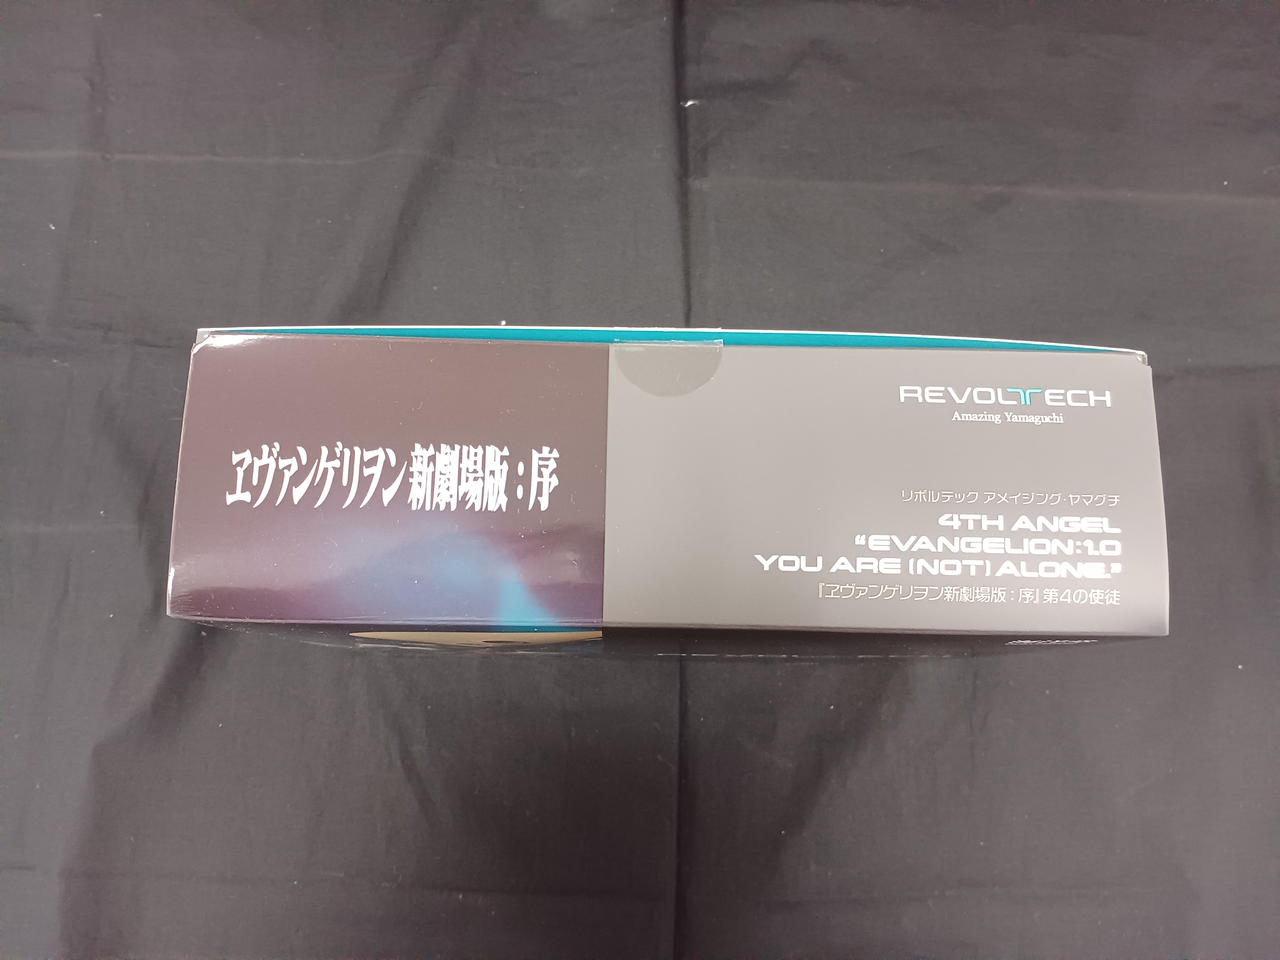 ヱヴァンゲリヲン新劇場版:序
REVOLTECH
Amazing Yamaguchi
リボルテック アメイジング・ヤマグチ
4TH ANGEL
“EVANGELION:1.0
YOU ARE (NOT) ALONE.”
『ヱヴァンゲリヲン新劇場版:序』第4の使徒